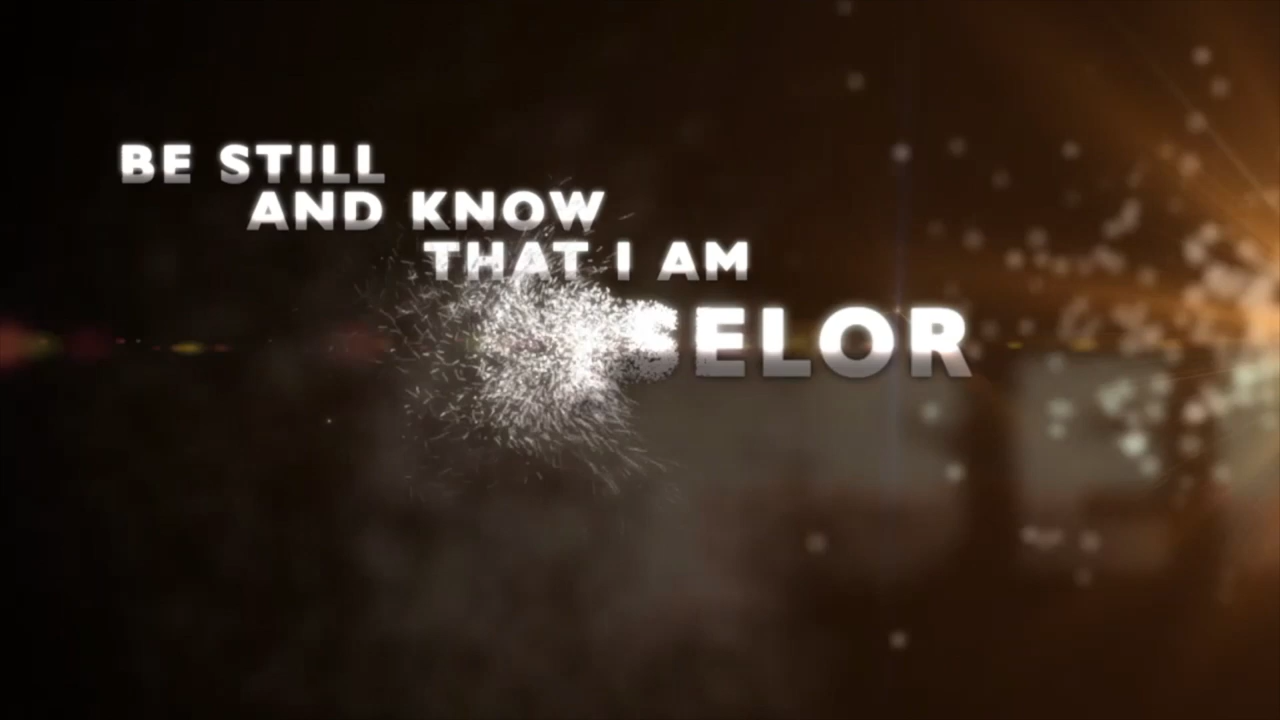 BE STILL
AND KNOW
THAT I AM
SELOR